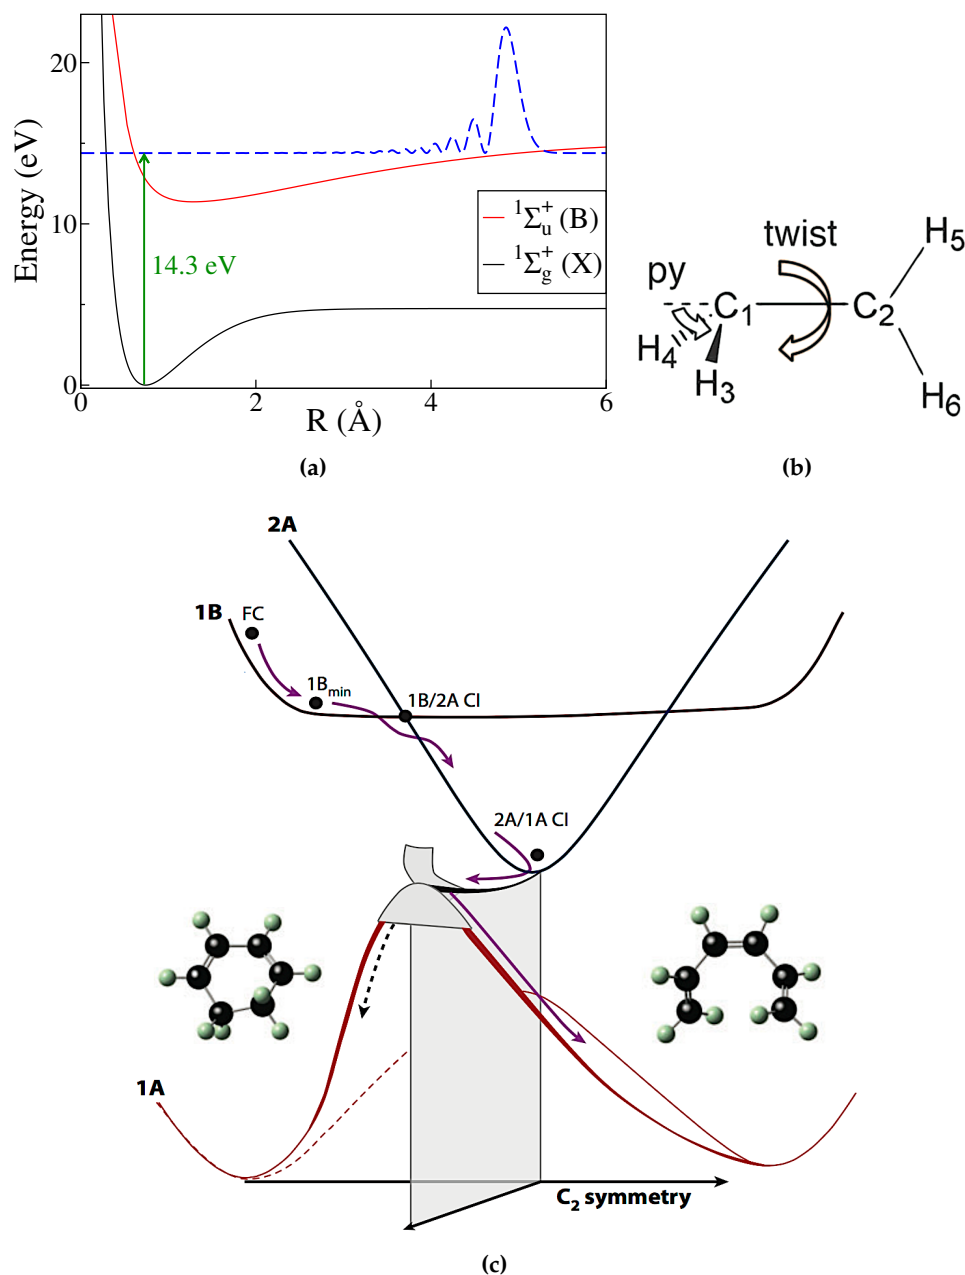 Energy (eV)
20
10
0
14.3 eV
¹Σᵤ⁺ (B)
¹Σg⁺ (X)
0 2 4 6
R (Å)
(a)
twist
py
C₁ C₂
H₃
H₄
H₅
H₆
(b)
2A
1B
FC
1Bmin
1B/2A CI
2A/1A CI
1A
C₂ symmetry
(c)